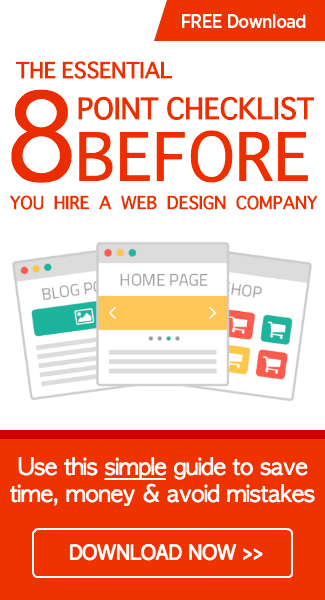 FREE Download
THE ESSENTIAL
8 POINT CHECKLIST
BEFORE
YOU HIRE A WEB DESIGN COMPANY
BLOG PO
HOME PAGE
HOP
Use this simple guide to save
time, money & avoid mistakes
DOWNLOAD NOW >>